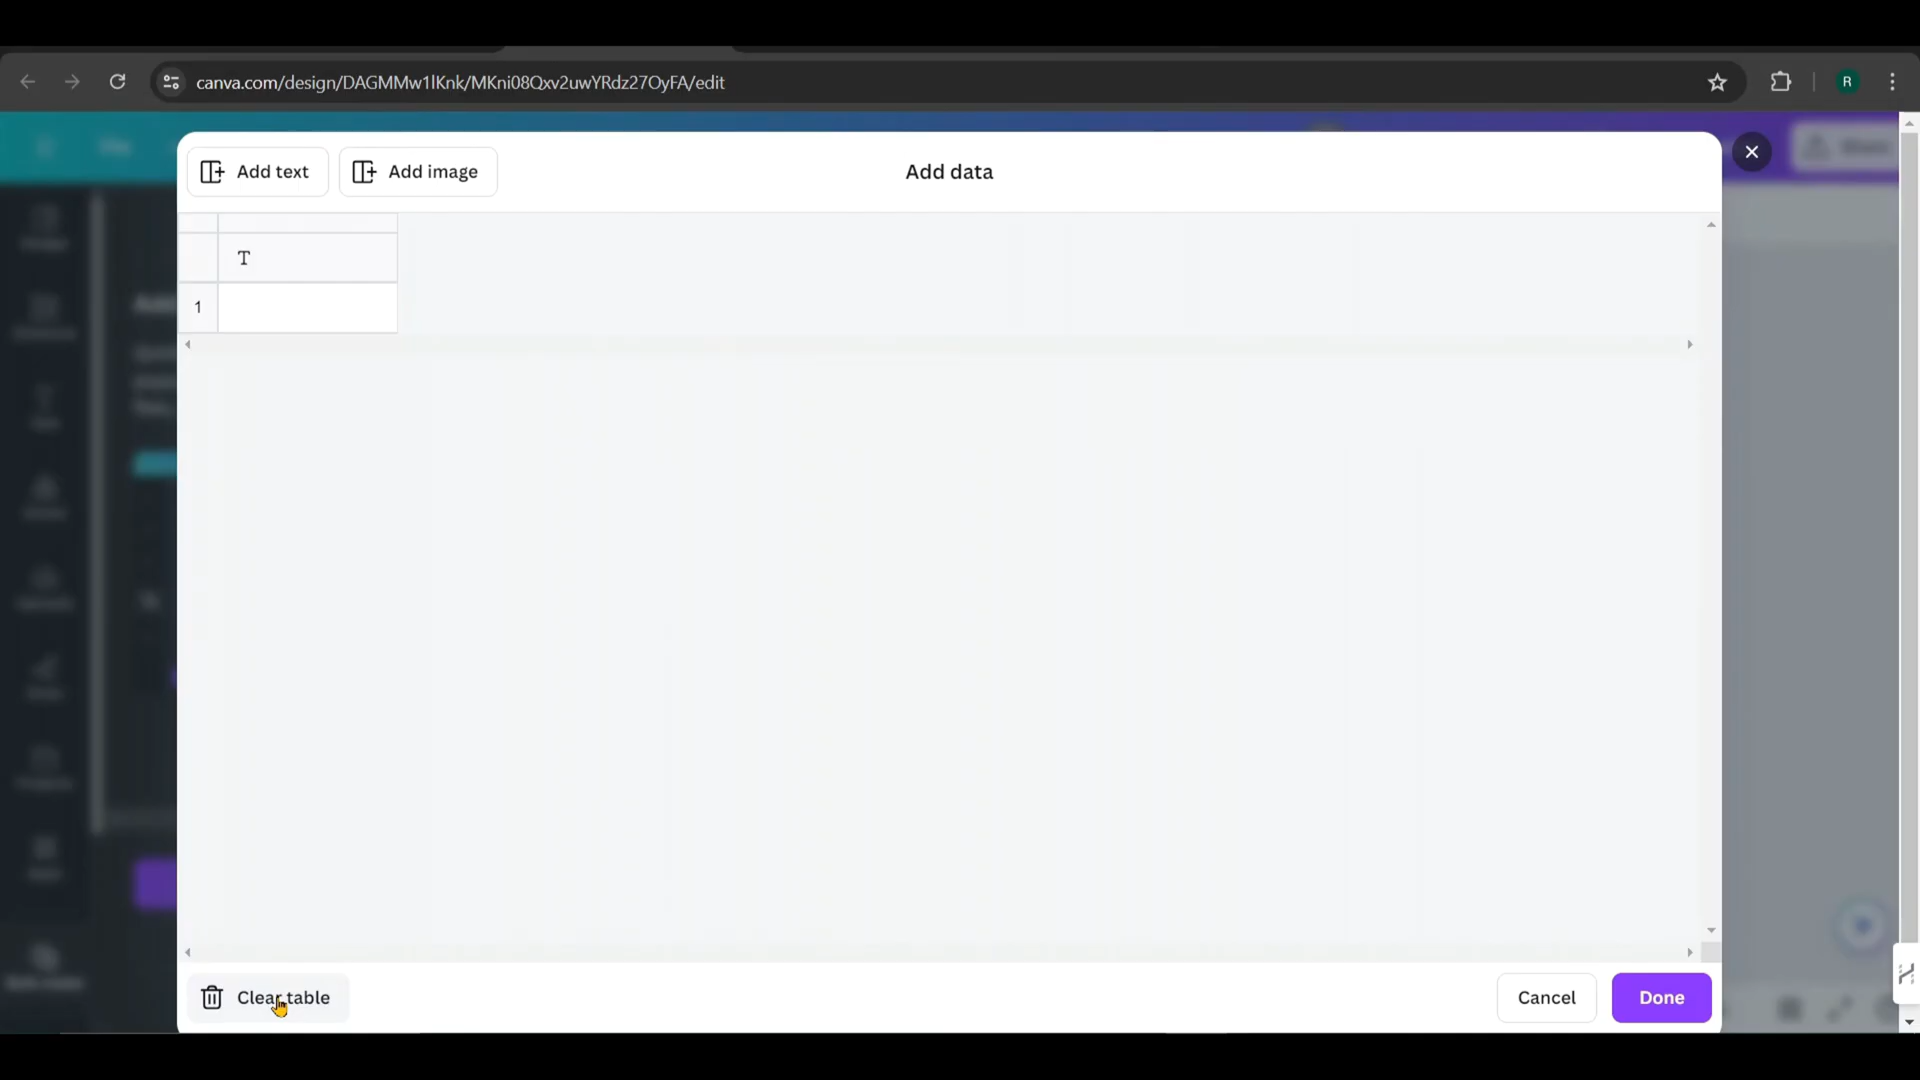 canva.com/design/DAGMMw1lKnk/MKni08Qxv2uwYRdz27OyFA/edit
R
Add text
Add image
Add data
T
1
Clear table
Cancel
Done